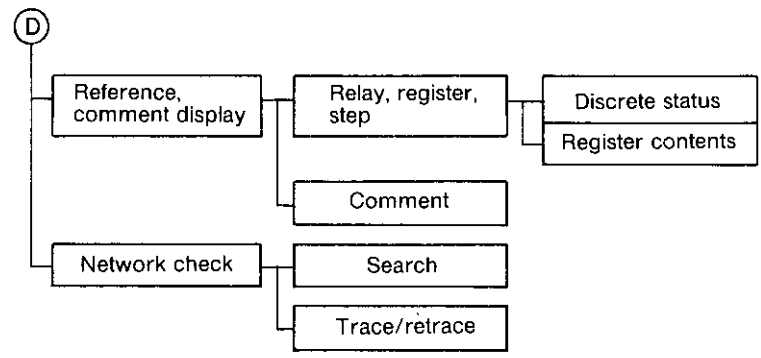 D
Reference,
comment display
Relay, register,
step
Discrete status
Register contents
Comment
Network check
Search
Trace/retrace